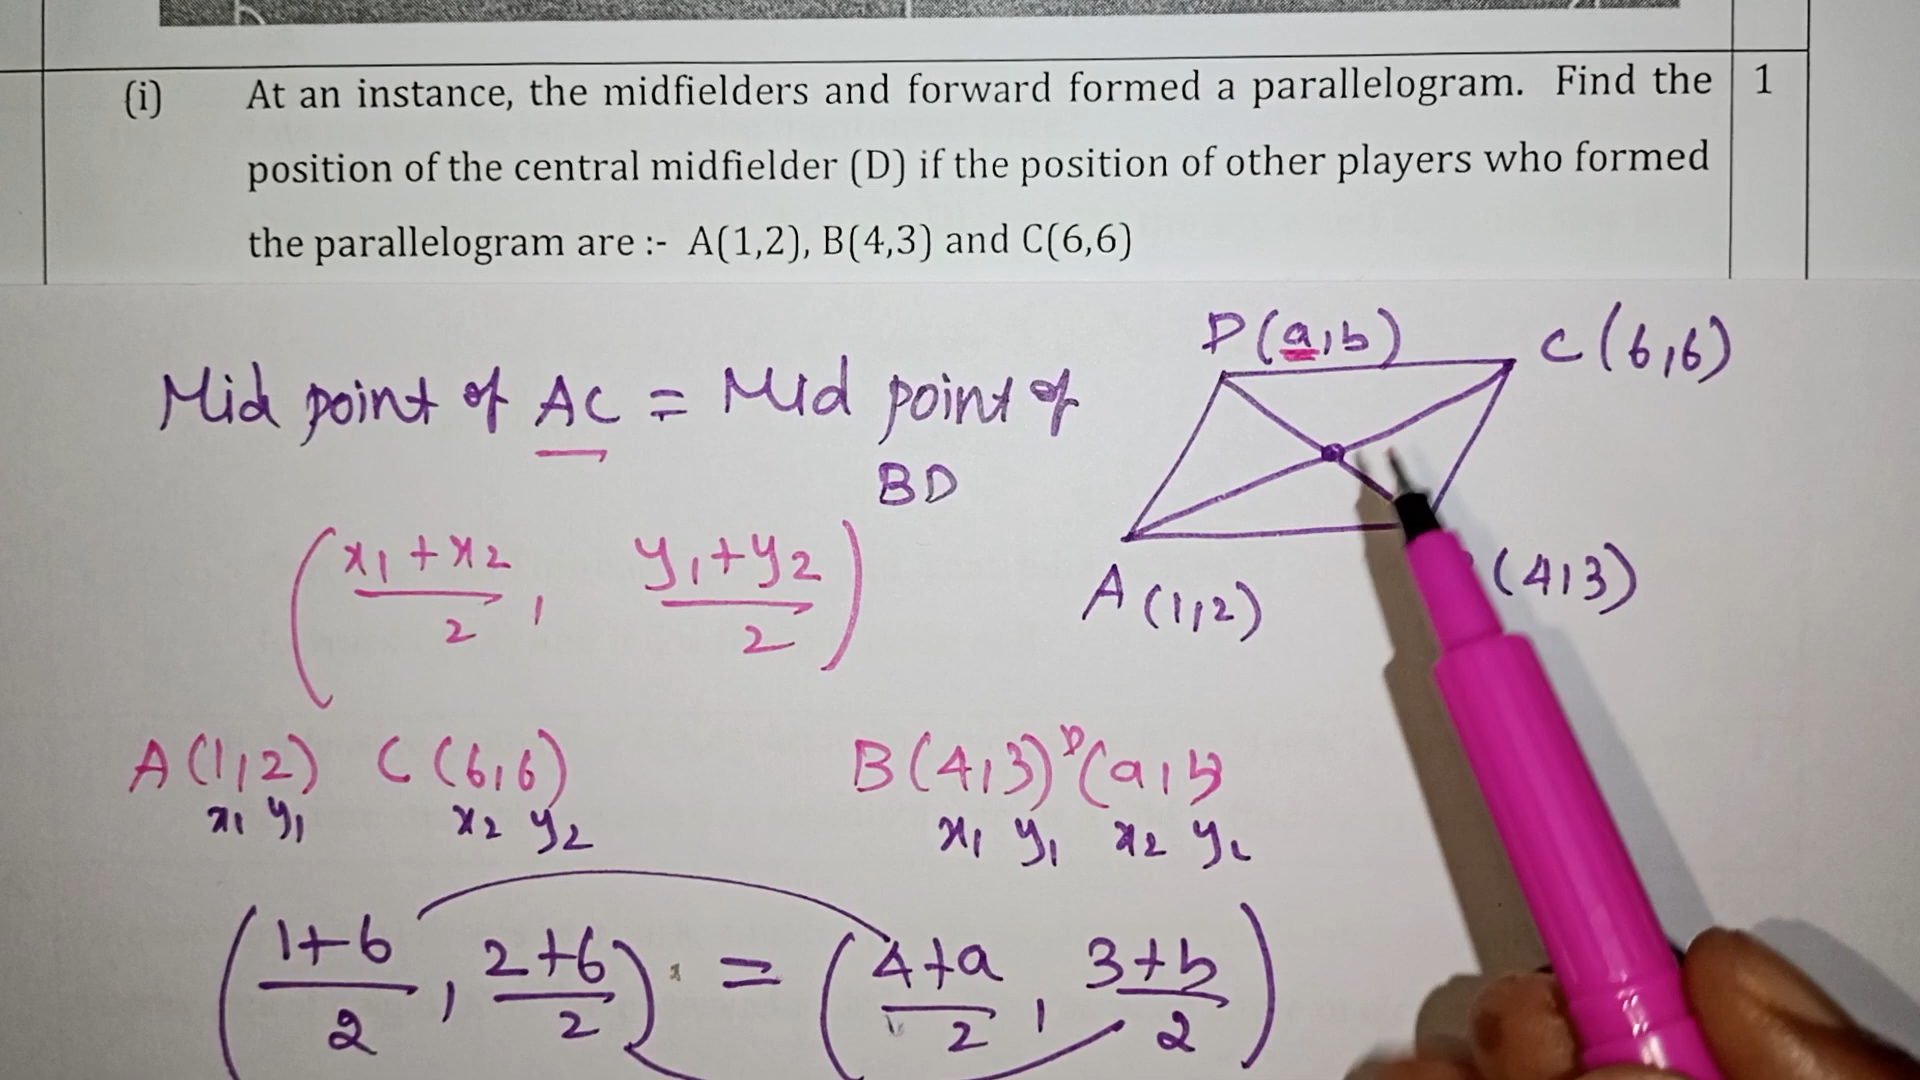 (i) At an instance, the midfielders and forward formed a parallelogram. Find the 1
position of the central midfielder (D) if the position of other players who formed
the parallelogram are :- A(1,2), B(4,3) and C(6,6)
D(a,b) C(6,6)
Mid point of AC = Mid point of
BD
(x1+x2/2, y1+y2/2)
A(1,2) (4,3)
A(1,2) C(6,6) B(4,3) D(a,b
x1 y1 x2 y2 x1 y1 x2 y2
(1+6/2, 2+6/2) = (4+a/2, 3+b/2)